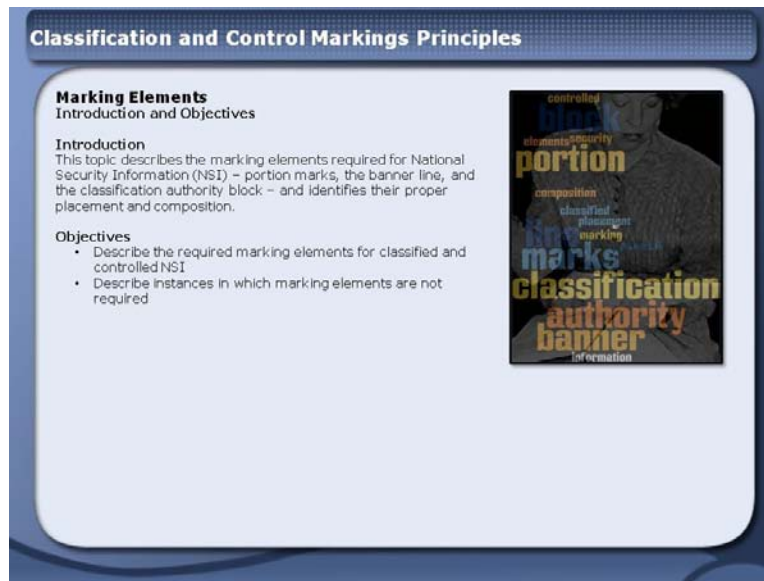 Classification and Control Markings Principles
Marking Elements
Introduction and Objectives
Introduction
This topic describes the marking elements required for National
Security Information (NSI) – portion marks, the banner line, and
the classification authority block – and identifies their proper
placement and composition.
Objectives
• Describe the required marking elements for classified and
controlled NSI
• Describe instances in which marking elements are not
required
controlled
block
elements security
portion
composition
classified
placement
line
marking
marks
classification
authority
banner
information